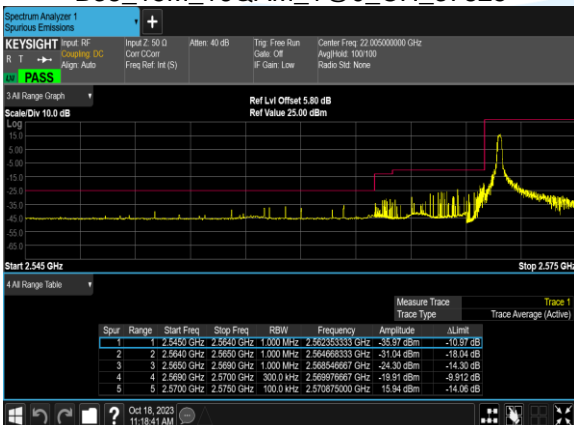 Spectrum Analyzer 1
Spurious Emissions
KEYSIGHT Input: RF Input Z: 50 Ω Atten: 40 dB Trig: Free Run Center Freq: 22.005000000 GHz
R T Coupling: DC Corr CCorr Gate: Off Avg|Hold: 100/100
Align: Auto Freq Ref: Int (S) IF Gain: Low Radio Std: None
PASS
3 All Range Graph
Ref Lvl Offset 5.80 dB
Scale/Div 10.0 dB Ref Value 25.00 dBm
Log
15.0
5.00
-5.00
-15.0
-25.0
-35.0
-45.0
-55.0
-65.0
Start 2.545 GHz Stop 2.575 GHz
4 All Range Table
Measure Trace Trace 1
Trace Type Trace Average (Active)
Spur Range Start Freq Stop Freq RBW Frequency Amplitude ΔLimit
1 1 2.5450 GHz 2.5640 GHz 1.000 MHz 2.562353333 GHz -35.97 dBm -10.97 dB
2 2 2.5640 GHz 2.5650 GHz 1.000 MHz 2.564668333 GHz -31.04 dBm -18.04 dB
3 3 2.5650 GHz 2.5690 GHz 1.000 MHz 2.568546667 GHz -24.30 dBm -14.30 dB
4 4 2.5690 GHz 2.5700 GHz 300.0 kHz 2.569976667 GHz -19.91 dBm -9.912 dB
5 5 2.5700 GHz 2.5750 GHz 100.0 kHz 2.570875000 GHz 15.94 dBm -14.06 dB
Oct 18, 2023
11:18:41 AM